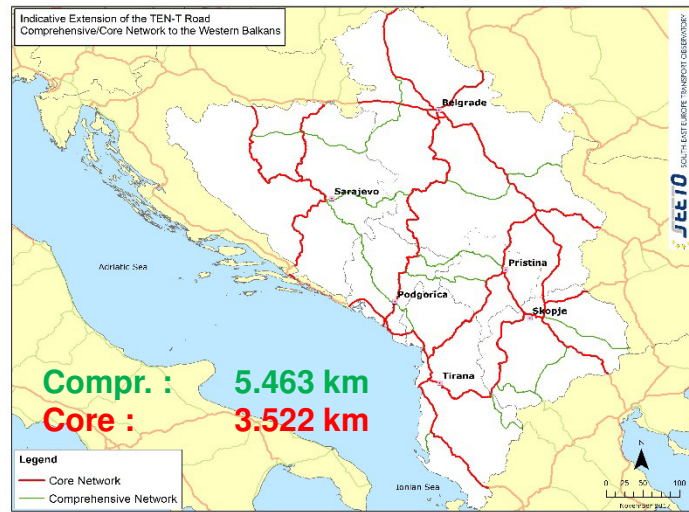 Indicative Extension of the TEN-T Road
Comprehensive/Core Network to the Western Balkans
SOUTH EAST EUROPE TRANSPORT OBSERVATORY
SEETO
Belgrade
Sarajevo
Adriatic Sea
Pristina
Podgorica
Skopje
Tirana
Compr. : 5.463 km
Core : 3.522 km
Legend
Core Network
Comprehensive Network
Ionian Sea
N
0 25 50 100
November 2017